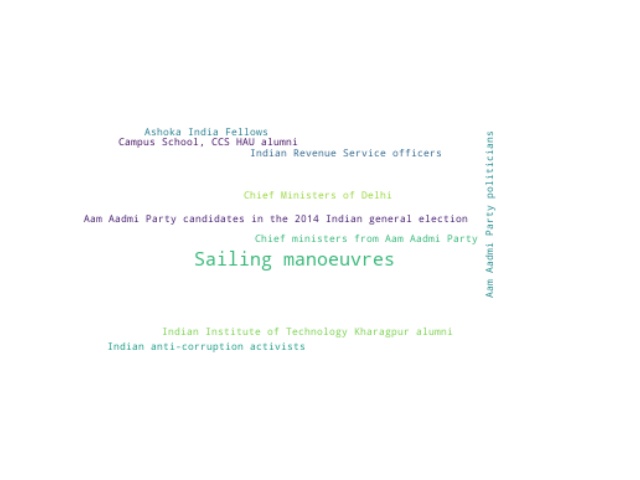 Ashoka India Fellows
Campus School, CCS HAU alumni
Indian Revenue Service officers
Aam Aadmi Party politicians
Chief Ministers of Delhi
Aam Aadmi Party candidates in the 2014 Indian general election
Chief ministers from Aam Aadmi Party
Sailing manoeuvres
Indian Institute of Technology Kharagpur alumni
Indian anti-corruption activists